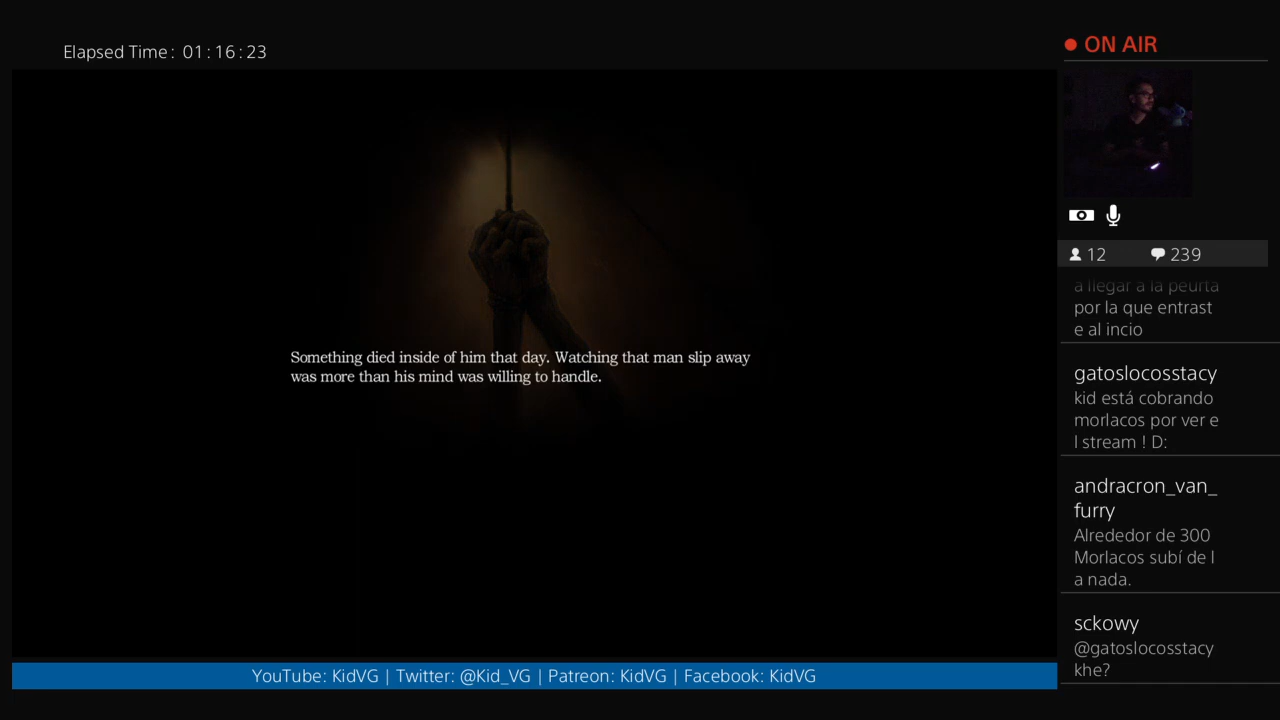 Elapsed Time: 01:16:23
ON AIR
12
239
a llegar a la peurta
por la que entrast
e al incio
gatoslocosstacy
kid está cobrando
morlacos por ver e
l stream ! D:
andracron_van_
furry
Alrededor de 300
Morlacos subí de l
a nada.
sckowy
@gatoslocosstacy
khe?
Something died inside of him that day. Watching that man slip away
was more than his mind was willing to handle.
YouTube: KidVG | Twitter: @Kid_VG | Patreon: KidVG | Facebook: KidVG